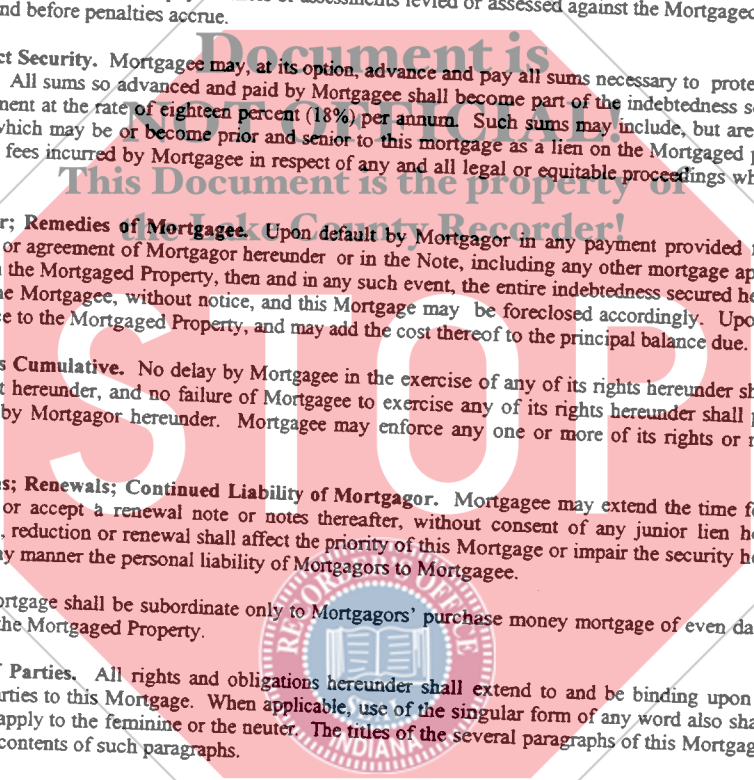 nd before penalties accrue.
assessments levied or assessed against the Mortgaged
ct Security. Mortgagee may, at its option, advance and pay all sums necessary to prote
All sums so advanced and paid by Mortgagee shall become part of the indebtedness s
ment at the rate of eighteen percent (18%) per annum. Such sums may include, but are
which may be or become prior and senior to this mortgage as a lien on the Mortgaged p
fees incurred by Mortgagee in respect of any and all legal or equitable proceedings wh
Document is
NOT OFFICIAL!
This Document is the property of
the Lake County Recorder!
r; Remedies of Mortgagee. Upon default by Mortgagor in any payment provided f
or agreement of Mortgagor hereunder or in the Note, including any other mortgage ap
n the Mortgaged Property, then and in any such event, the entire indebtedness secured he
he Mortgagee, without notice, and this Mortgage may be foreclosed accordingly. Upo
ce to the Mortgaged Property, and may add the cost thereof to the principal balance due.
STOP
s Cumulative. No delay by Mortgagee in the exercise of any of its rights hereunder sh
t hereunder, and no failure of Mortgagee to exercise any of its rights hereunder shall p
by Mortgagor hereunder. Mortgagee may enforce any one or more of its rights or r
s; Renewals; Continued Liability of Mortgagor. Mortgagee may extend the time f
or accept a renewal note or notes thereafter, without consent of any junior lien h
, reduction or renewal shall affect the priority of this Mortgage or impair the security he
ny manner the personal liability of Mortgagors to Mortgagee.
ortgage shall be subordinate only to Mortgagors' purchase money mortgage of even da
the Mortgaged Property.
f Parties. All rights and obligations hereunder shall extend to and be binding upon
arties to this Mortgage. When applicable, use of the singular form of any word also sha
apply to the feminine or the neuter. The titles of the several paragraphs of this Mortgag
contents of such paragraphs.
INDIANA